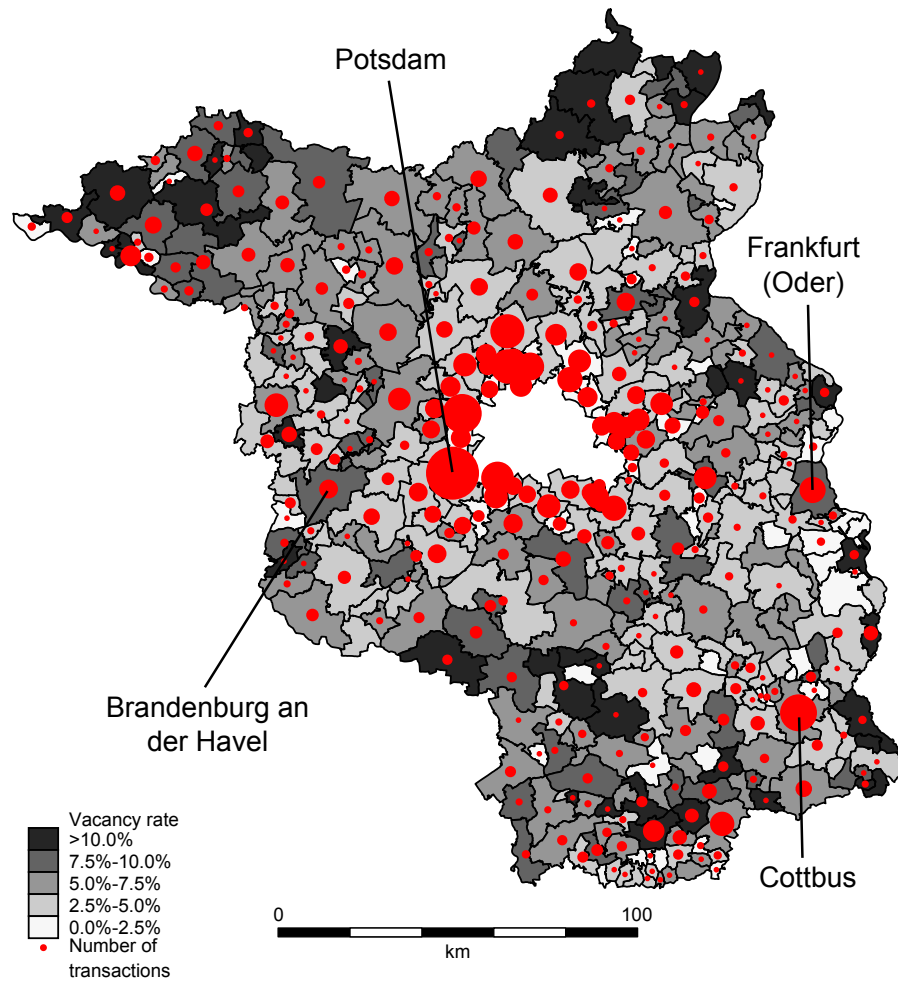 Potsdam
Frankfurt
(Oder)
Brandenburg an
der Havel
Cottbus
Vacancy rate
>10.0%
7.5%-10.0%
5.0%-7.5%
2.5%-5.0%
0.0%-2.5%
Number of
transactions
0 100
km